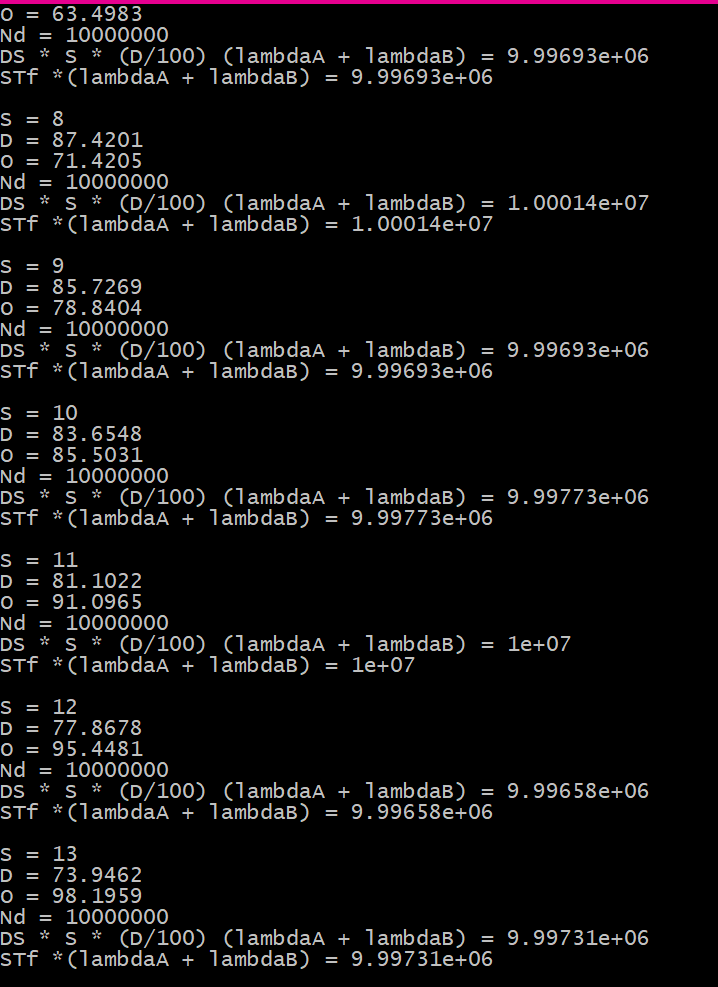 O = 63.4983
Nd = 10000000
DS * S * (D/100) (lambdaA + lambdaB) = 9.99693e+06
STf *(lambdaA + lambdaB) = 9.99693e+06
S = 8
D = 87.4201
O = 71.4205
Nd = 10000000
DS * S * (D/100) (lambdaA + lambdaB) = 1.00014e+07
STf *(lambdaA + lambdaB) = 1.00014e+07
S = 9
D = 85.7269
O = 78.8404
Nd = 10000000
DS * S * (D/100) (lambdaA + lambdaB) = 9.99693e+06
STf *(lambdaA + lambdaB) = 9.99693e+06
S = 10
D = 83.6548
O = 85.5031
Nd = 10000000
DS * S * (D/100) (lambdaA + lambdaB) = 9.99773e+06
STf *(lambdaA + lambdaB) = 9.99773e+06
S = 11
D = 81.1022
O = 91.0965
Nd = 10000000
DS * S * (D/100) (lambdaA + lambdaB) = 1e+07
STf *(lambdaA + lambdaB) = 1e+07
S = 12
D = 77.8678
O = 95.4481
Nd = 10000000
DS * S * (D/100) (lambdaA + lambdaB) = 9.99658e+06
STf *(lambdaA + lambdaB) = 9.99658e+06
S = 13
D = 73.9462
O = 98.1959
Nd = 10000000
DS * S * (D/100) (lambdaA + lambdaB) = 9.99731e+06
STf *(lambdaA + lambdaB) = 9.99731e+06